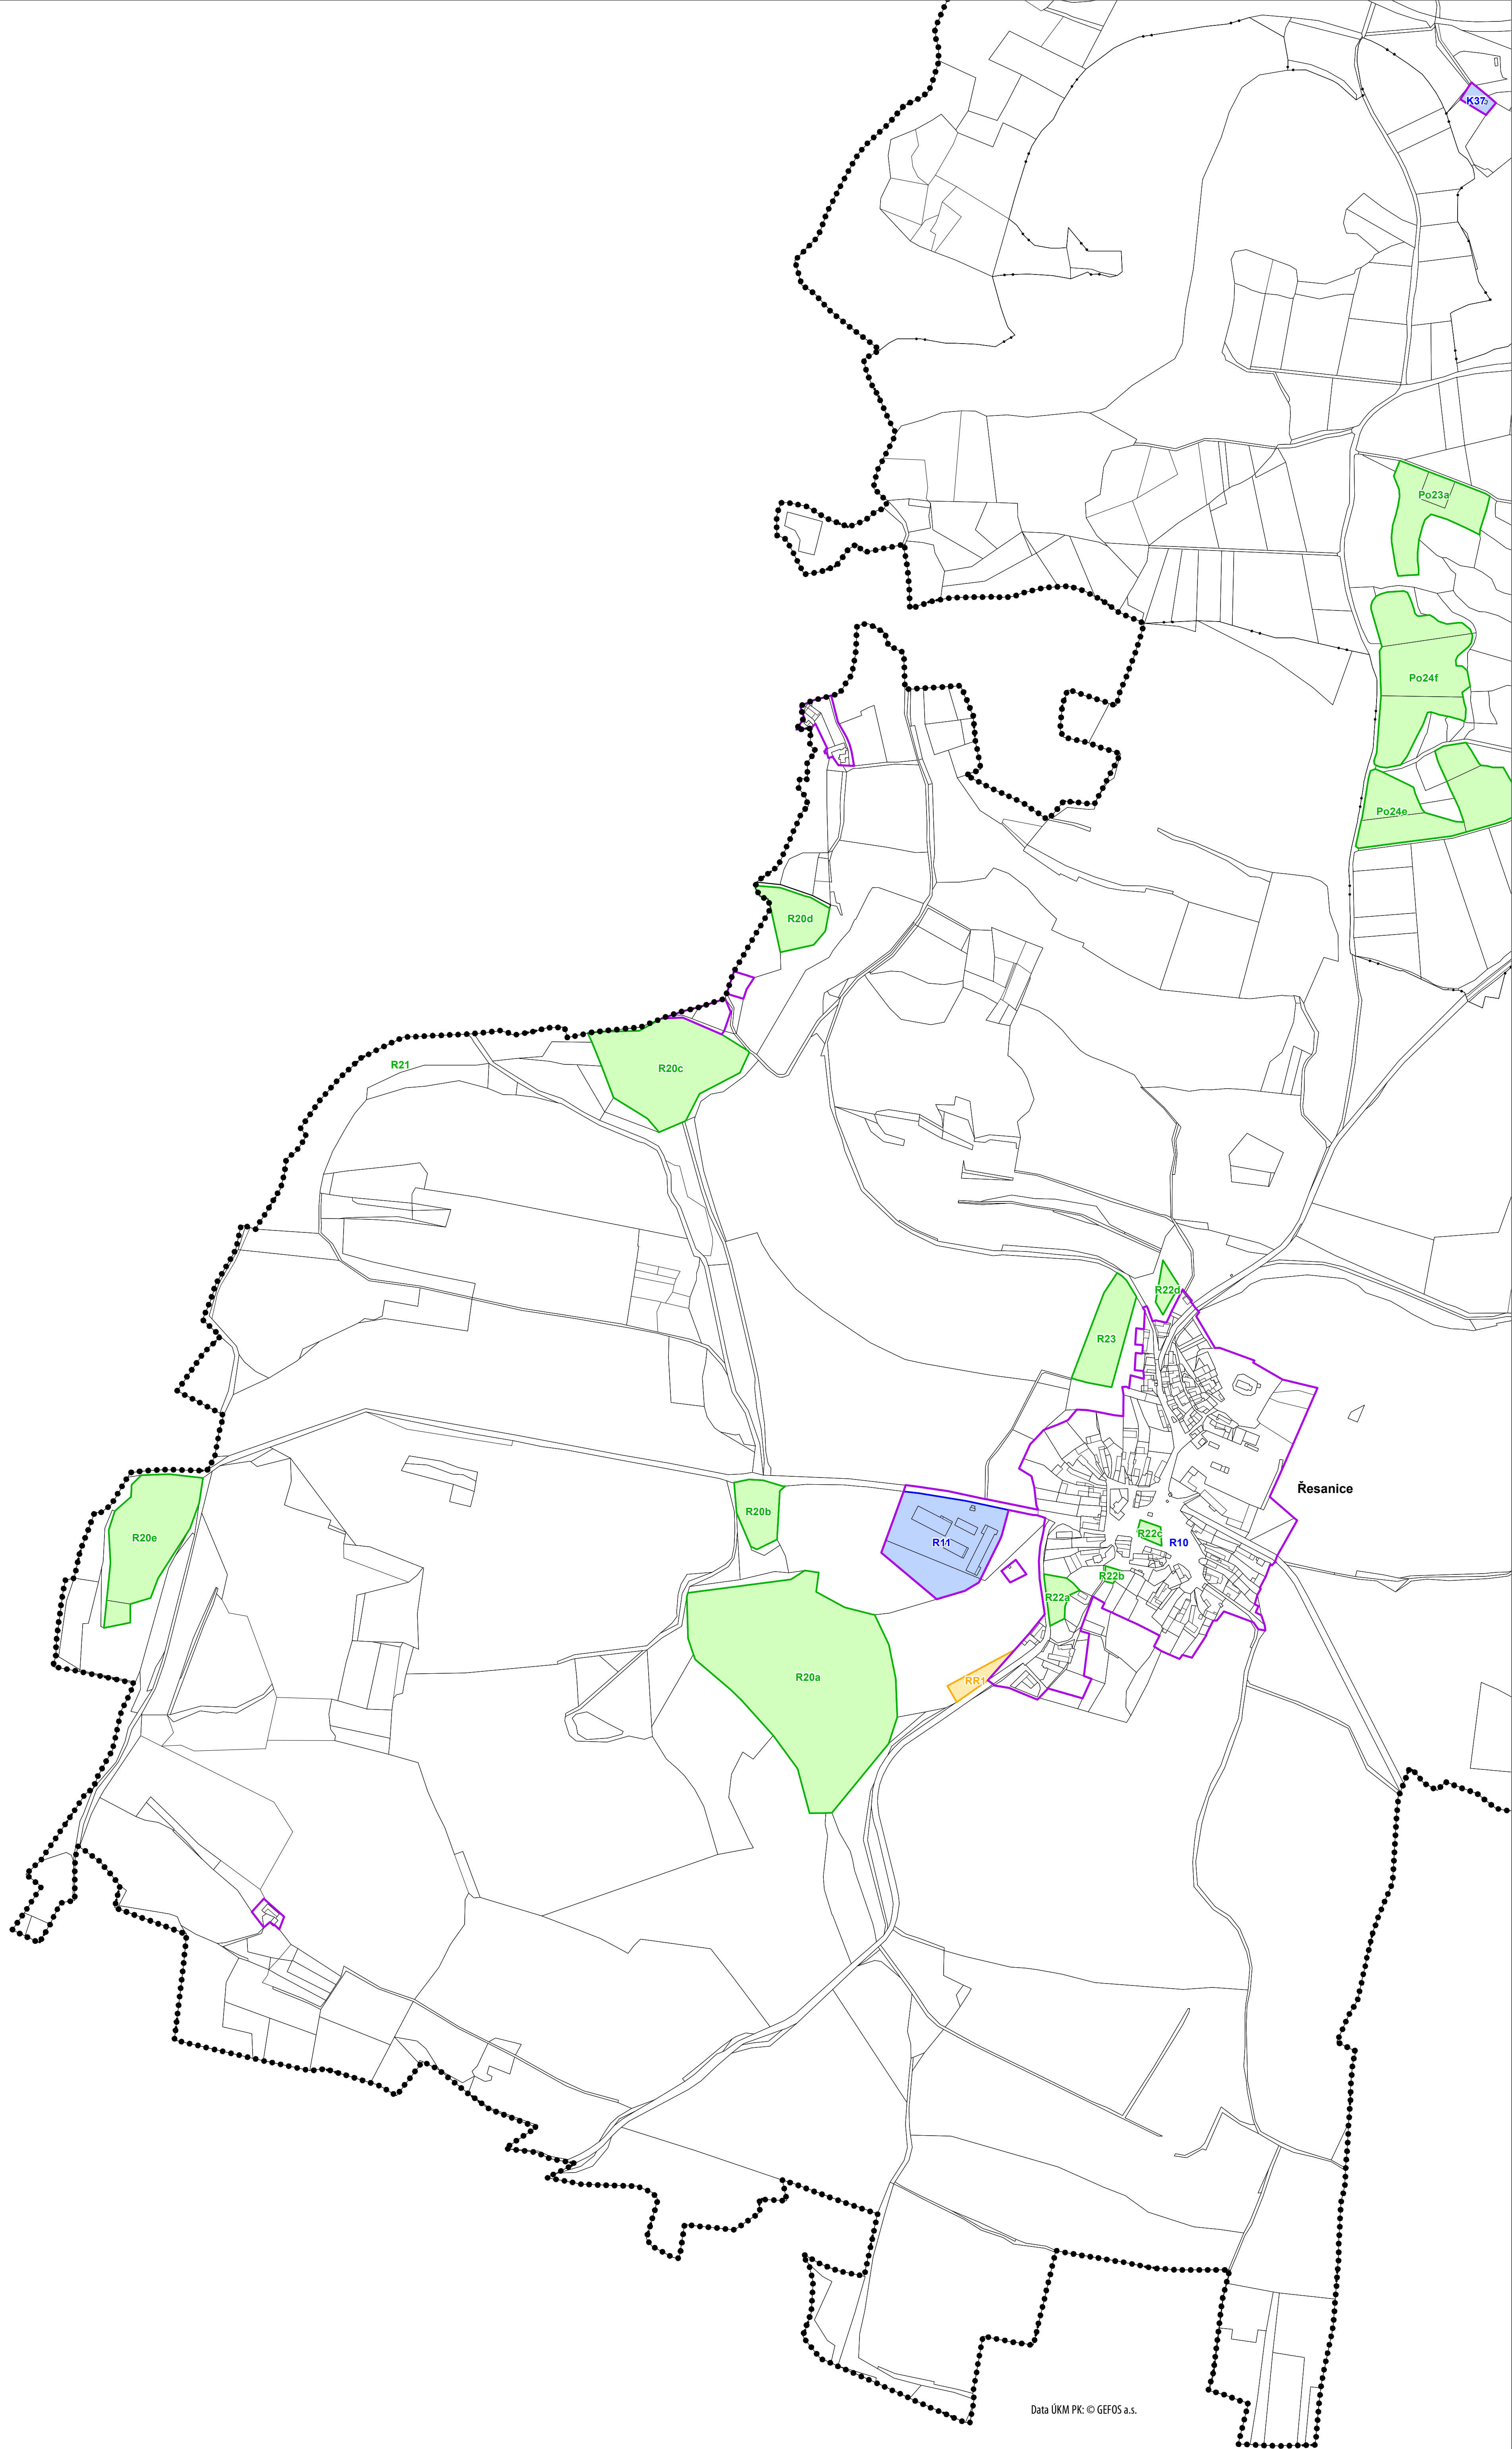 K37
Po23a
Po24f
Po24e
R20d
R20c
R21
R22d
R23
Řesanice
R20b
R20e
R11
R22c
R10
R22b
R22a
R20a
RR1
Data ÚKM PK: © GEFOS a.s.